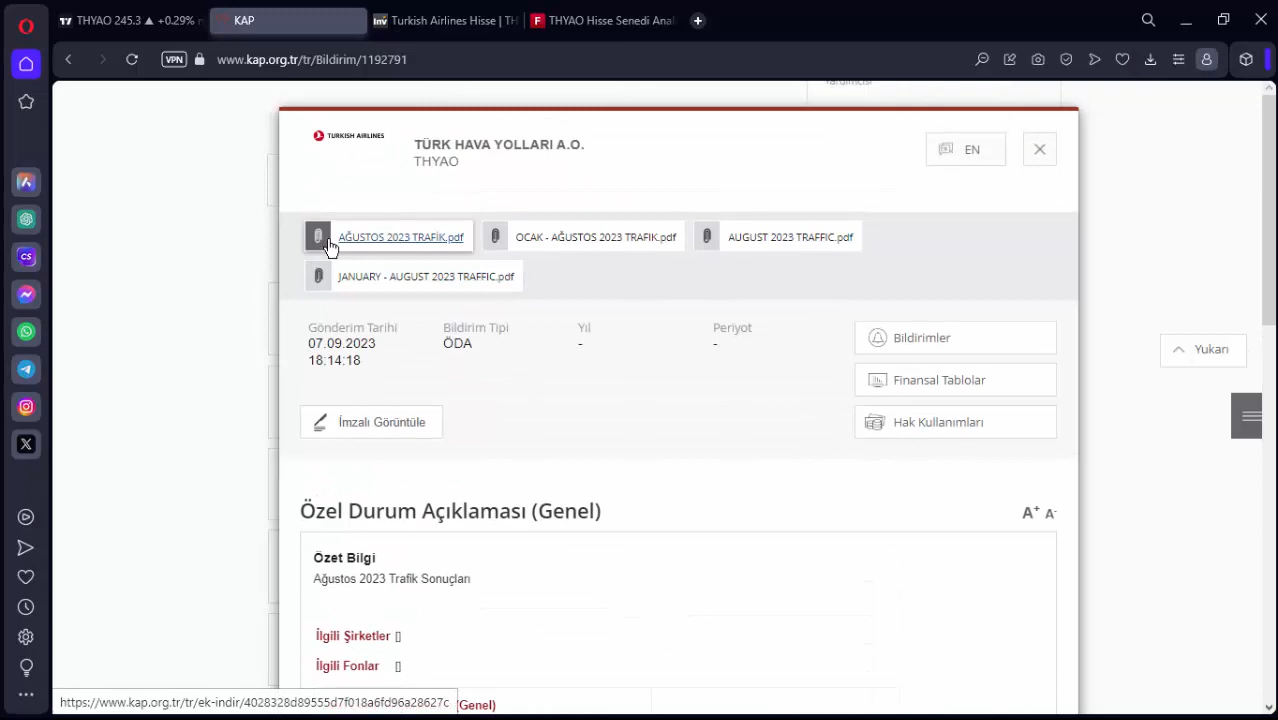 THYAO 245.3 ▲ +0.29%
KAP
Turkish Airlines Hisse | TH
THYAO Hisse Senedi Anal
VPN
www.kap.org.tr/tr/Bildirim/1192791
TURKISH AIRLINES
TÜRK HAVA YOLLARI A.O.
THYAO
EN
AĞUSTOS 2023 TRAFİK.pdf
OCAK - AĞUSTOS 2023 TRAFIK.pdf
AUGUST 2023 TRAFFIC.pdf
JANUARY - AUGUST 2023 TRAFFIC.pdf
Gönderim Tarihi
07.09.2023
18:14:18
Bildirim Tipi
ÖDA
Yıl
-
Periyot
-
Bildirimler
Finansal Tablolar
Hak Kullanımları
Yukarı
İmzalı Görüntüle
Özel Durum Açıklaması (Genel)
A+ A-
Özet Bilgi
Ağustos 2023 Trafik Sonuçları
İlgili Şirketler []
İlgili Fonlar []
(Genel)
https://www.kap.org.tr/tr/ek-indir/4028328d89555d7f018a6fd96a28627c